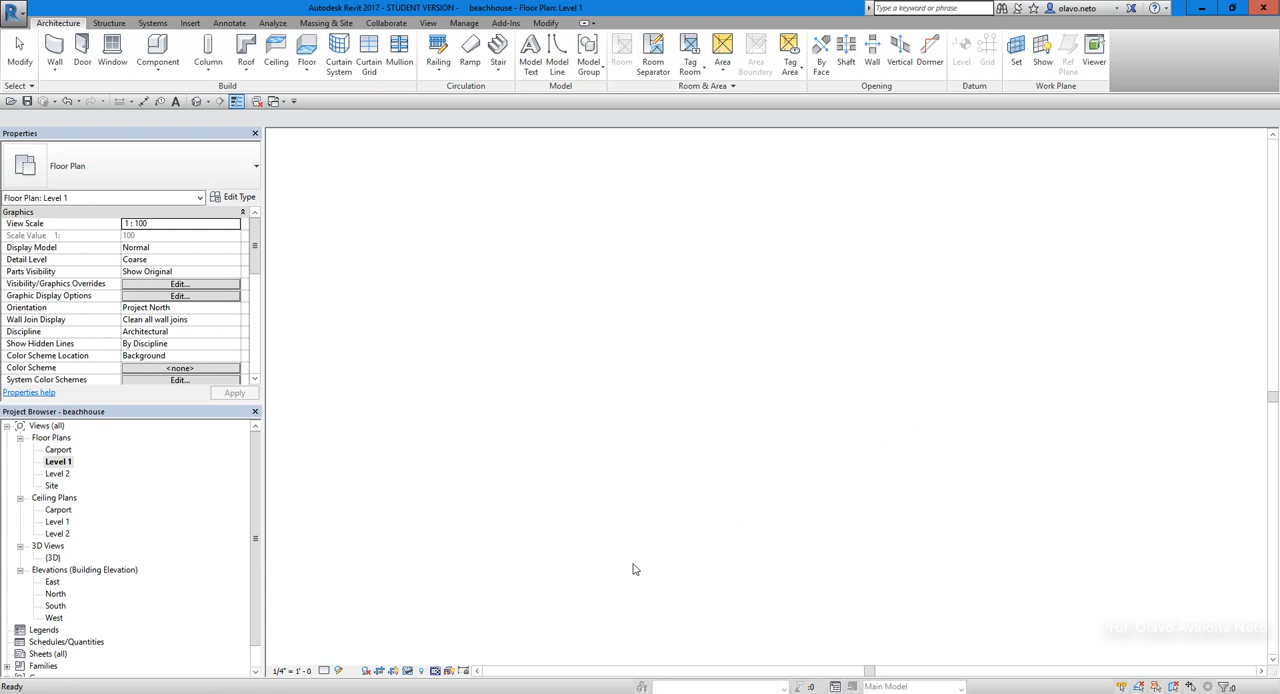 Autodesk Revit 2017 - STUDENT VERSION - beachhouse - Floor Plan: Level 1
Type a keyword or phrase
olavo.neto
Architecture Structure Systems Insert Annotate Analyze Massing & Site Collaborate View Manage Add-Ins Modify
Modify Wall Door Window Component Column Roof Ceiling Floor Curtain System Curtain Grid Mullion Railing Ramp Stair Model Text Model Line Model Group Room Room Separator Tag Room Area Area Boundary Tag Area By Face Shaft Wall Vertical Dormer Level Grid Set Show Ref Plane Viewer
Select Build Circulation Model Room & Area Opening Datum Work Plane
Properties
Floor Plan
Floor Plan: Level 1 Edit Type
Graphics
View Scale 1 : 100
Scale Value 1: 100
Display Model Normal
Detail Level Coarse
Parts Visibility Show Original
Visibility/Graphics Overrides Edit...
Graphic Display Options Edit...
Orientation Project North
Wall Join Display Clean all wall joins
Discipline Architectural
Show Hidden Lines By Discipline
Color Scheme Location Background
Color Scheme <none>
System Color Schemes Edit...
Properties help Apply
Project Browser - beachhouse
Views (all)
Floor Plans
Carport
Level 1
Level 2
Site
Ceiling Plans
Carport
Level 1
Level 2
3D Views
{3D}
Elevations (Building Elevation)
East
North
South
West
Legends
Schedules/Quantities
Sheets (all)
Families
Prof. Olavo Avalone Neto
1/4" = 1' - 0
Ready
:0
Main Model
:0